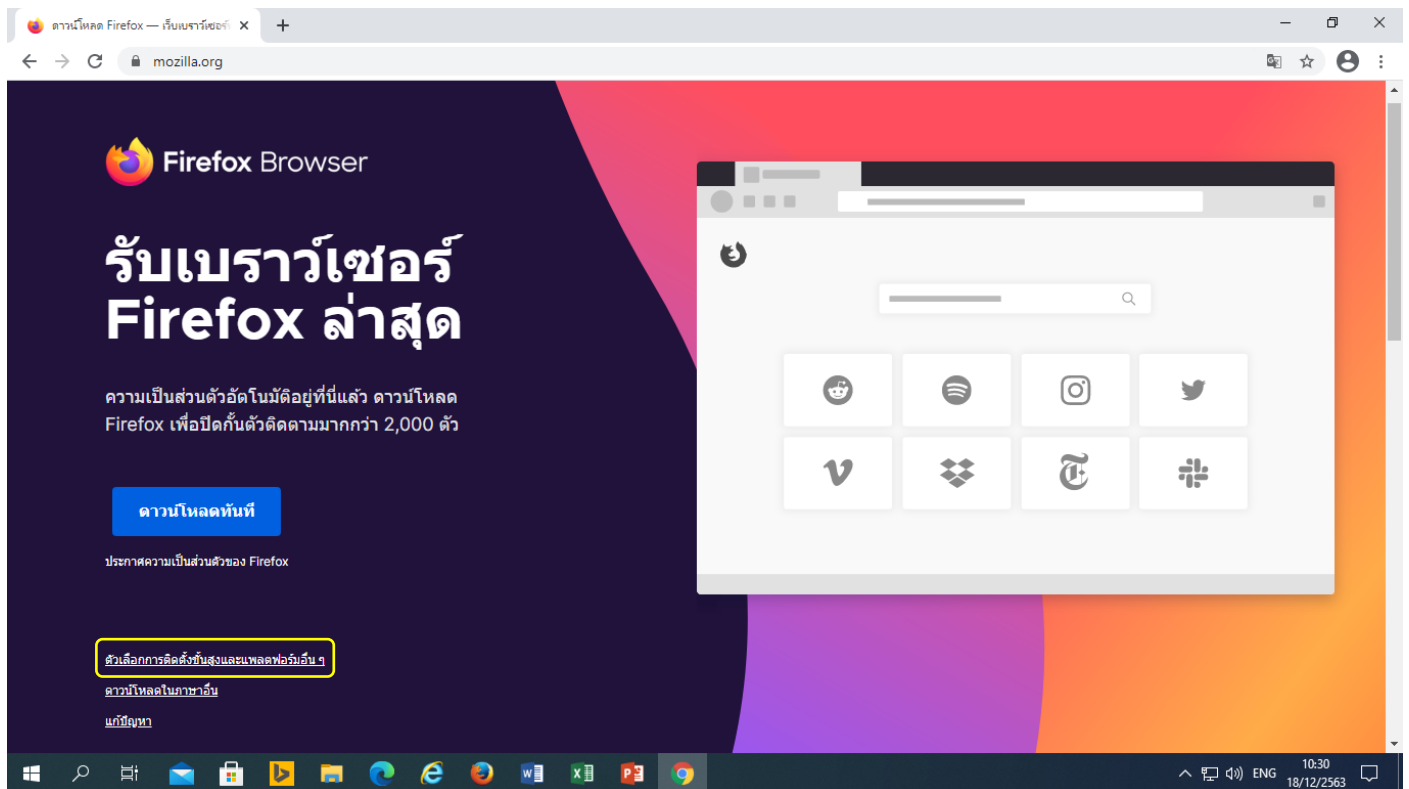 ดาวน์โหลด Firefox — เว็บเบราว์เซอร์
mozilla.org
Firefox Browser
รับเบราว์เซอร์
Firefox ล่าสุด
ความเป็นส่วนตัวอัตโนมัติอยู่ที่นี่แล้ว ดาวน์โหลด
Firefox เพื่อปิดกั้นตัวติดตามมากกว่า 2,000 ตัว
ดาวน์โหลดทันที
ประกาศความเป็นส่วนตัวของ Firefox
ตัวเลือกการติดตั้งขั้นสูงและแพลตฟอร์มอื่น ๆ
ดาวน์โหลดในภาษาอื่น
แก้ปัญหา
ENG
10:30
18/12/2563